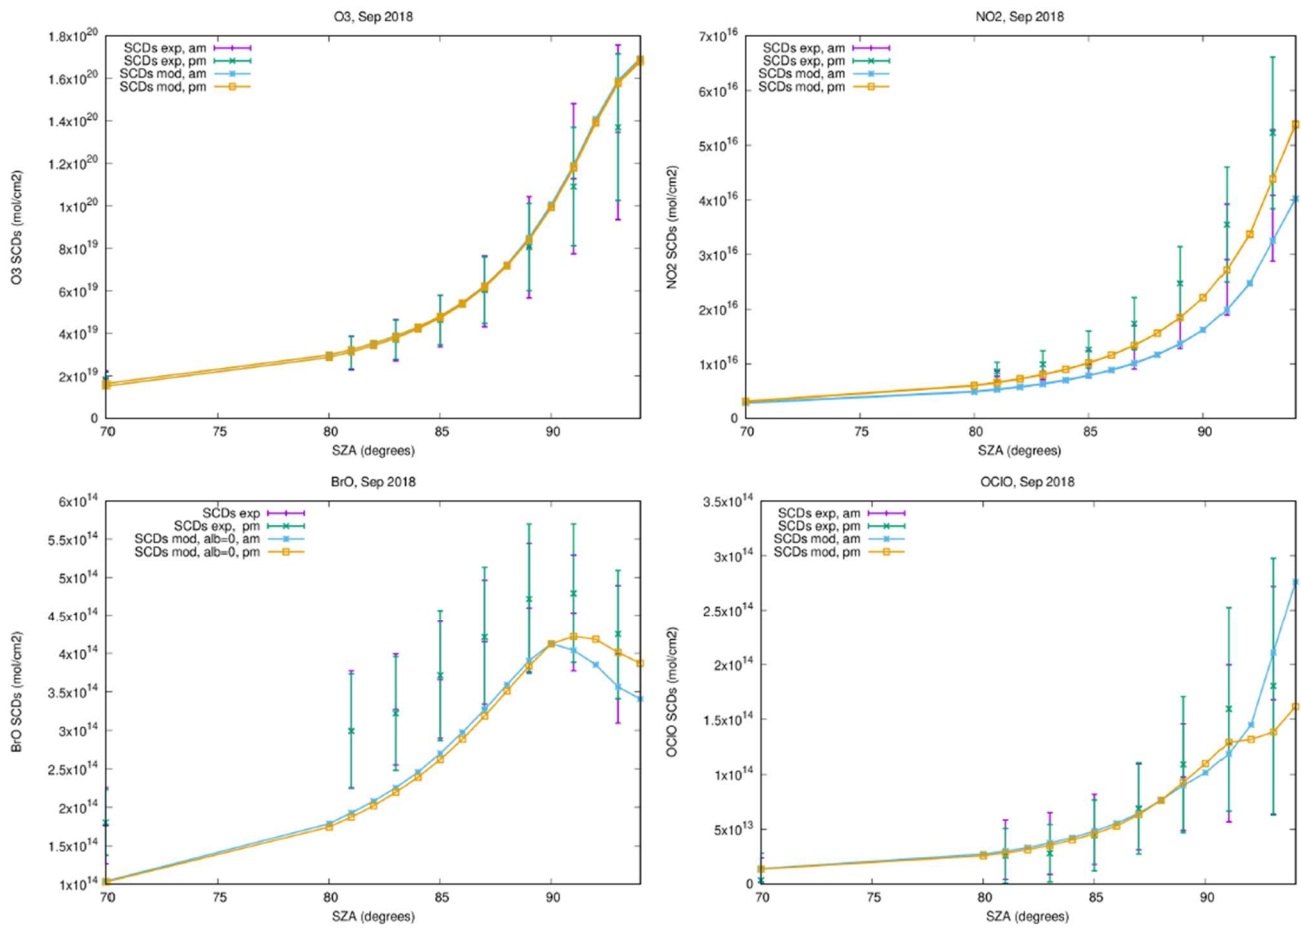 O3, Sep 2018
O3 SCDs (mol/cm2)
1.8x10^20
1.6x10^20
1.4x10^20
1.2x10^20
1x10^20
8x10^19
6x10^19
4x10^19
2x10^19
0
SCDs exp, am
SCDs exp, pm
SCDs mod, am
SCDs mod, pm
70 75 80 85 90
SZA (degrees)
NO2, Sep 2018
NO2 SCDs (mol/cm2)
7x10^16
6x10^16
5x10^16
4x10^16
3x10^16
2x10^16
1x10^16
0
SCDs exp, am
SCDs exp, pm
SCDs mod, am
SCDs mod, pm
70 75 80 85 90
SZA (degrees)
BrO, Sep 2018
BrO SCDs (mol/cm2)
6x10^14
5.5x10^14
5x10^14
4.5x10^14
4x10^14
3.5x10^14
3x10^14
2.5x10^14
2x10^14
1.5x10^14
1x10^14
SCDs exp
SCDs exp, pm
SCDs mod, alb=0, am
SCDs mod, alb=0, pm
70 75 80 85 90
SZA (degrees)
OClO, Sep 2018
OClO SCDs (mol/cm2)
3.5x10^14
3x10^14
2.5x10^14
2x10^14
1.5x10^14
1x10^14
5x10^13
0
SCDs exp, am
SCDs exp, pm
SCDs mod, am
SCDs mod, pm
70 75 80 85 90
SZA (degrees)